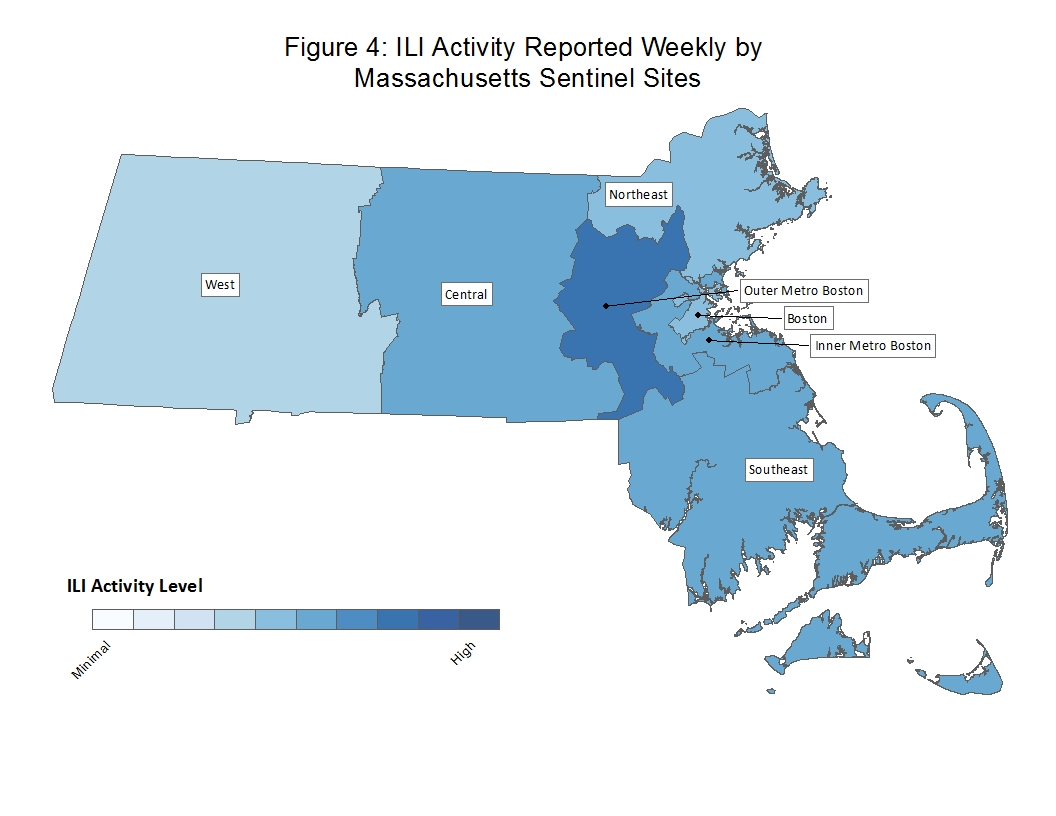 Figure 4: ILI Activity Reported Weekly by
Massachusetts Sentinel Sites
Northeast
West
Central
Outer Metro Boston
Boston
Inner Metro Boston
Southeast
ILI Activity Level
Minimal
High